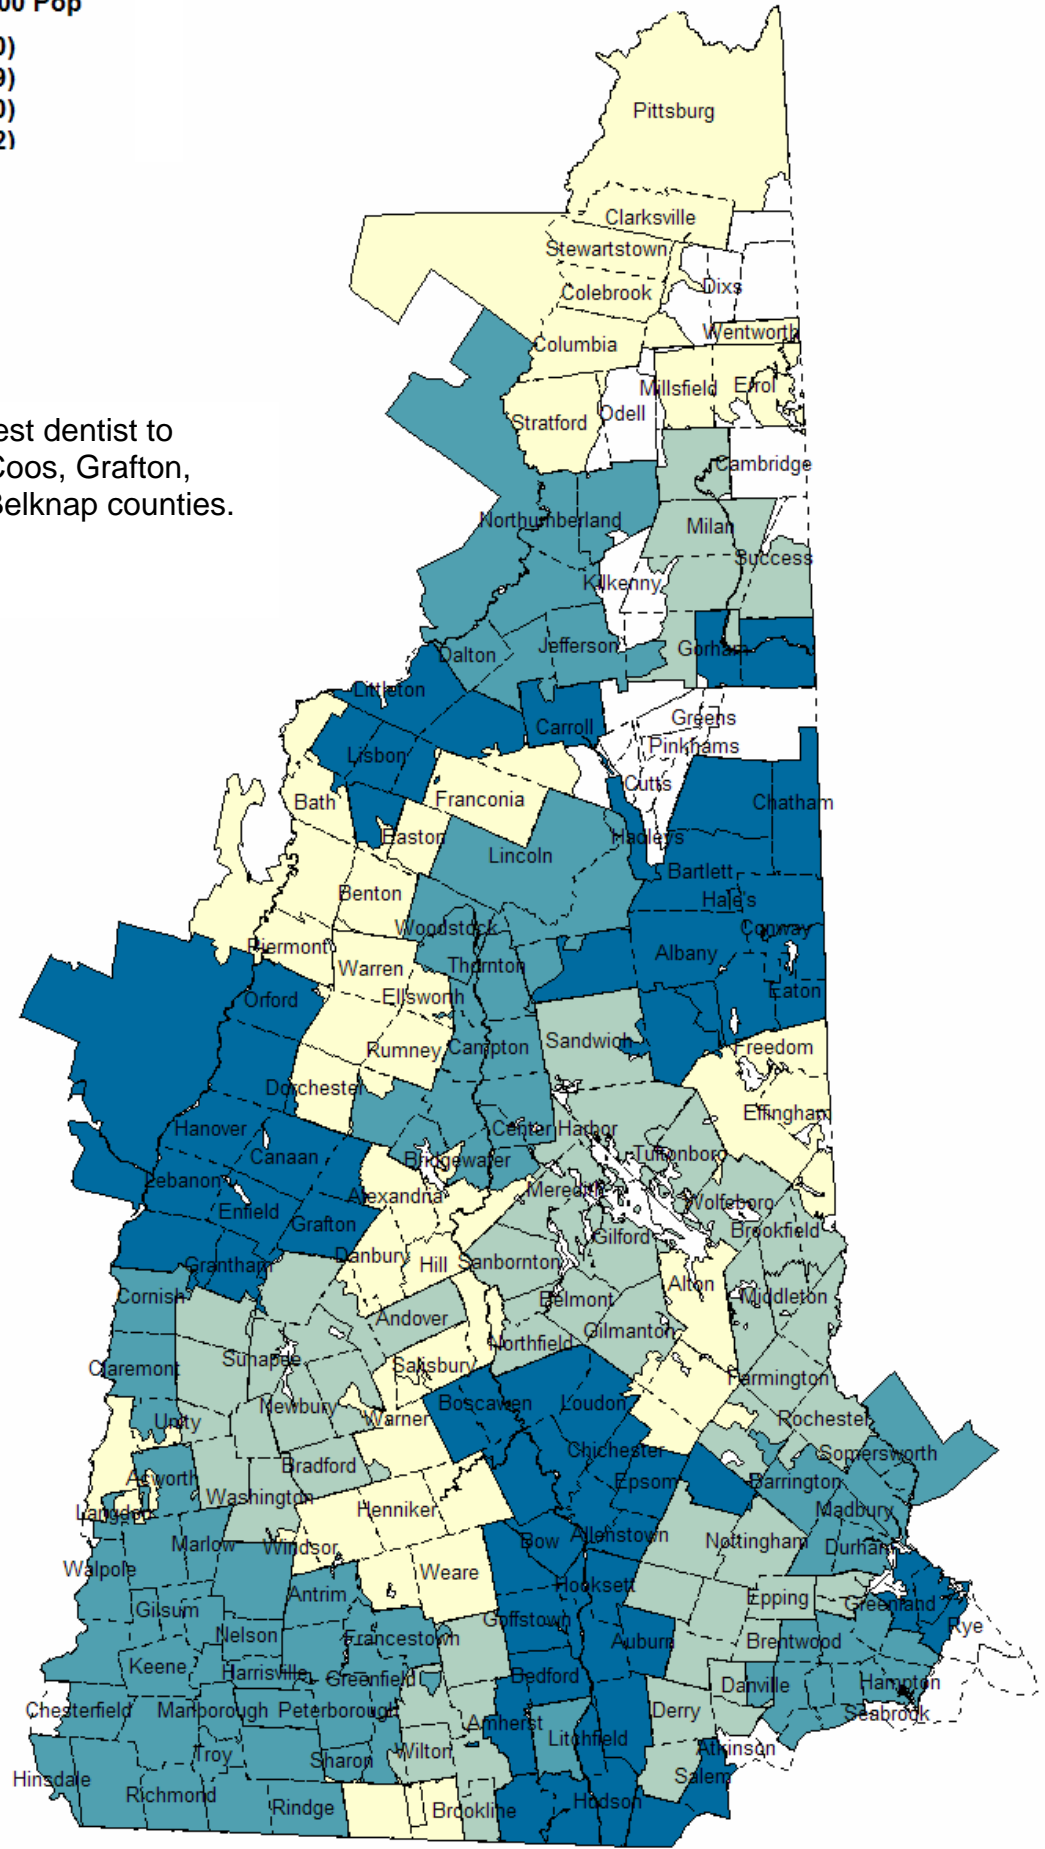 00 Pop
0)
9)
0)
2)
Pittsburg
Clarksville
Stewartstown
Dixs
Colebrook
Wentworth
Columbia
Millsfield Errol
Odell
Stratford
est dentist to
Coos, Grafton,
Belknap counties.
Cambridge
Northumberland
Milan
Success
Kilkenny
Jefferson
Gorham
Dalton
Littleton
Greens
Carroll
Pinkhams
Lisbon
Cutts
Franconia
Bath
Chatham
Easton
Hadleys
Lincoln
Bartlett
Benton
Hale's
Woodstock
Conway
Piermont
Albany
Thornton
Warren
Eaton
Ellsworth
Orford
Sandwich
Freedom
Rumney
Campton
Dorchester
Effingham
Hanover
Center Harbor
Canaan
Tuftonboro
Bridgewater
Lebanon
Meredith
Alexandria
Wolfeboro
Enfield
Grafton
Brookfield
Gilford
Danbury
Hill
Sanbornton
Grantham
Alton
Cornish
Middleton
Belmont
Andover
Gilmanton
Northfield
Sunapee
Salisbury
Claremont
Farmington
Newbury
Boscawen
Loudon
Unity
Warner
Rochester
Chichester
Somersworth
Bradford
Acworth
Epsom
Barrington
Washington
Langdon
Henniker
Madbury
Bow
Allenstown
Nottingham
Marlow
Windsor
Durham
Walpole
Weare
Hooksett
Antrim
Epping
Gilsum
Greenland
Goffstown
Rye
Nelson
Francestown
Auburn
Brentwood
Keene
Harrisville
Greenfield
Bedford
Danville
Hampton
Chesterfield
Marlborough
Peterborough
Derry
Seabrook
Amherst
Litchfield
Troy
Sharon
Wilton
Atkinson
Hinsdale
Salem
Richmond
Rindge
Brookline
Hudson